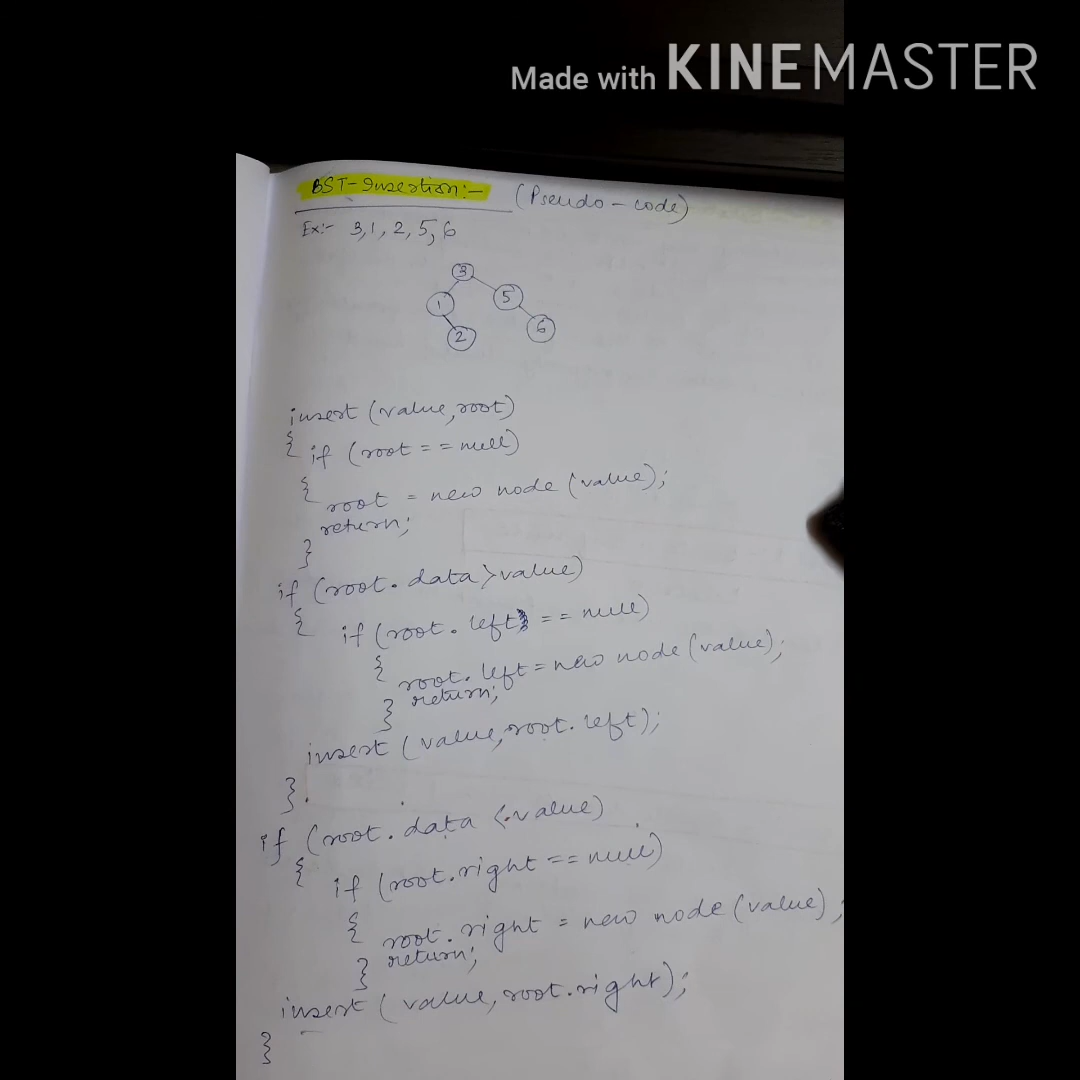 Made with KINEMASTER
BST-Insertion:- (Pseudo-code)
Ex:- 3,1,2,5,6
3
1 5
2 6
insert (value,root)
{ if (root == null)
{ root = new node (value);
return;
}
if (root.data>value)
{ if (root.left == null)
{ root.left = new node (value);
} return;
insert (value,root.left);
}.
if (root.data <.value)
{ if (root.right == null)
{ root.right = new node (value);
} return;
insert (value,root.right);
}